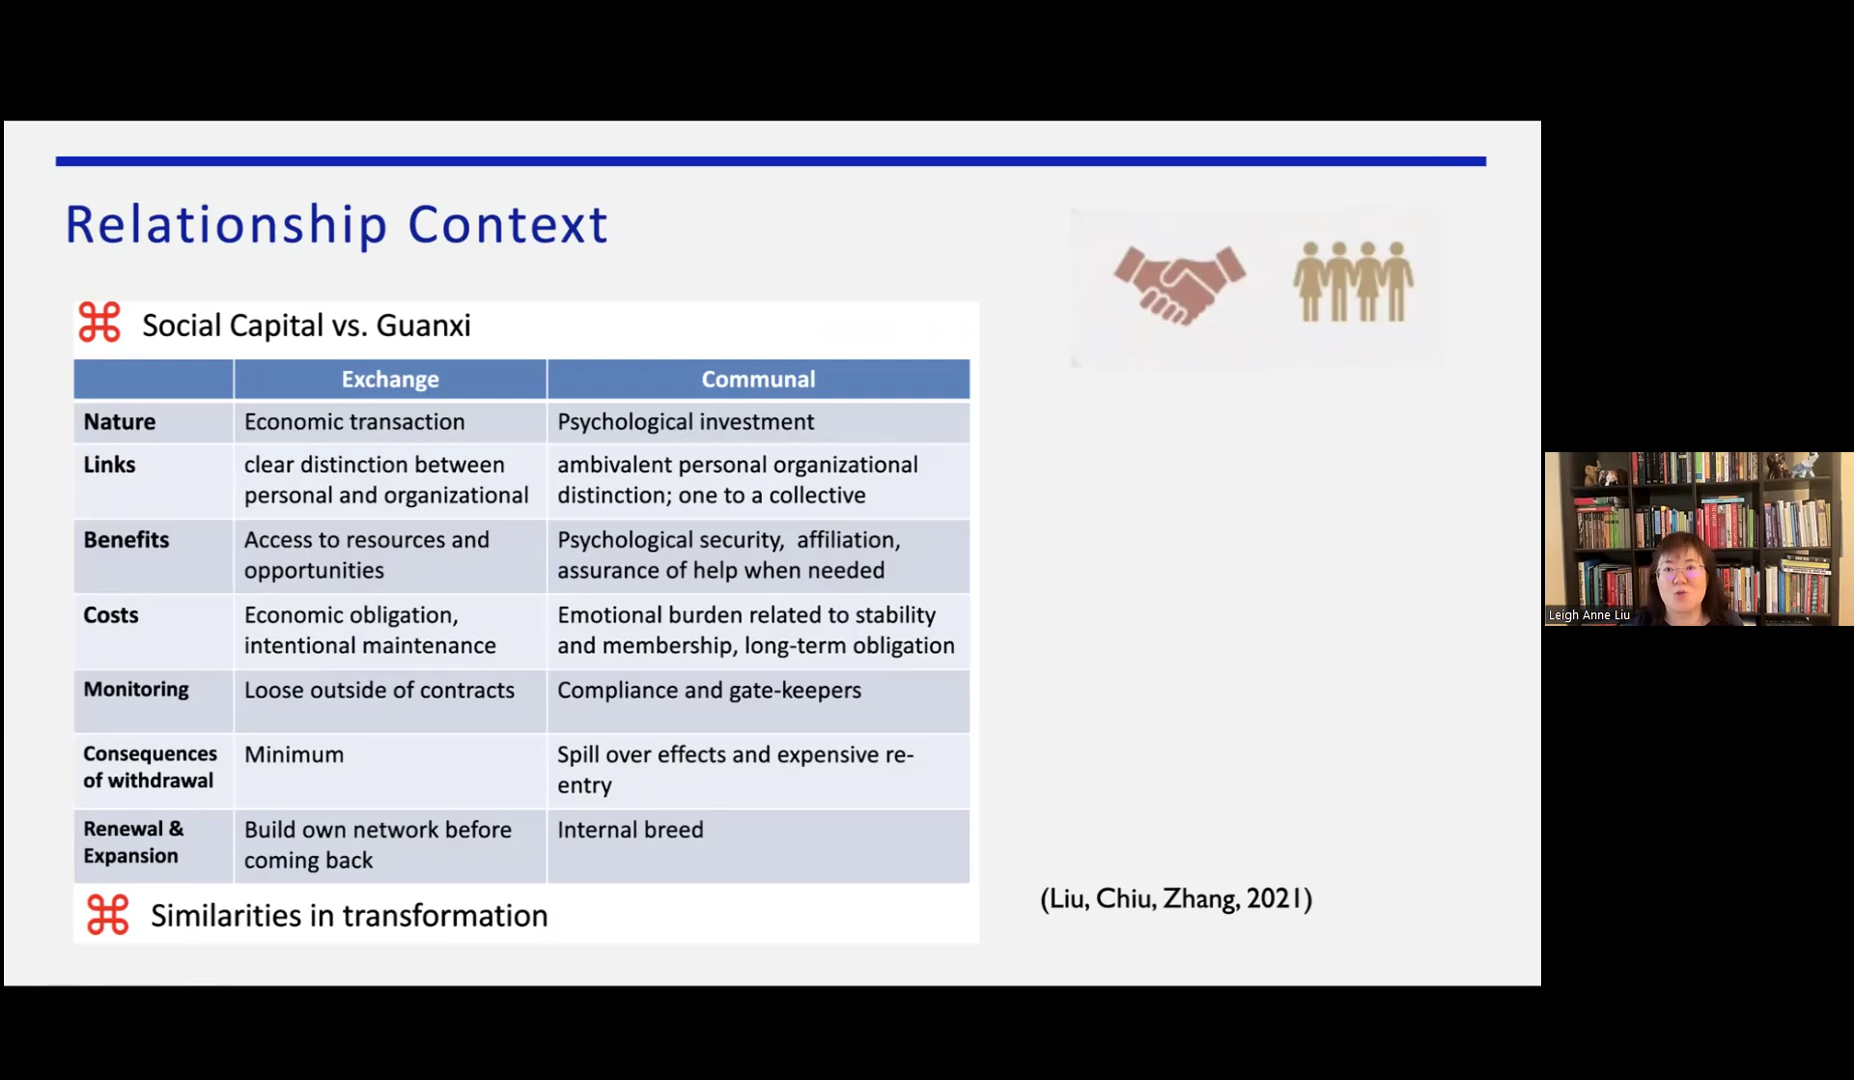 Relationship Context
Social Capital vs. Guanxi
Exchange
Communal
Nature
Economic transaction
Psychological investment
Links
clear distinction between
personal and organizational
ambivalent personal organizational
distinction; one to a collective
Benefits
Access to resources and
opportunities
Psychological security, affiliation,
assurance of help when needed
Costs
Economic obligation,
intentional maintenance
Emotional burden related to stability
and membership, long-term obligation
Monitoring
Loose outside of contracts
Compliance and gate-keepers
Consequences
of withdrawal
Minimum
Spill over effects and expensive re-
entry
Renewal &
Expansion
Build own network before
coming back
Internal breed
Similarities in transformation
(Liu, Chiu, Zhang, 2021)
Leigh Anne Liu